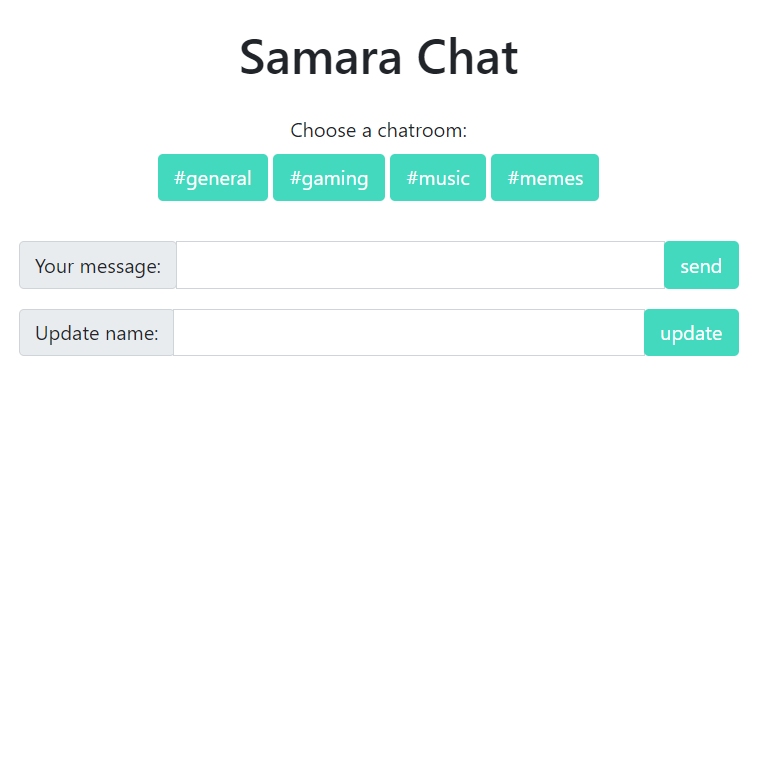 Samara Chat
Choose a chatroom:
#general #gaming #music #memes
Your message: send
Update name: update